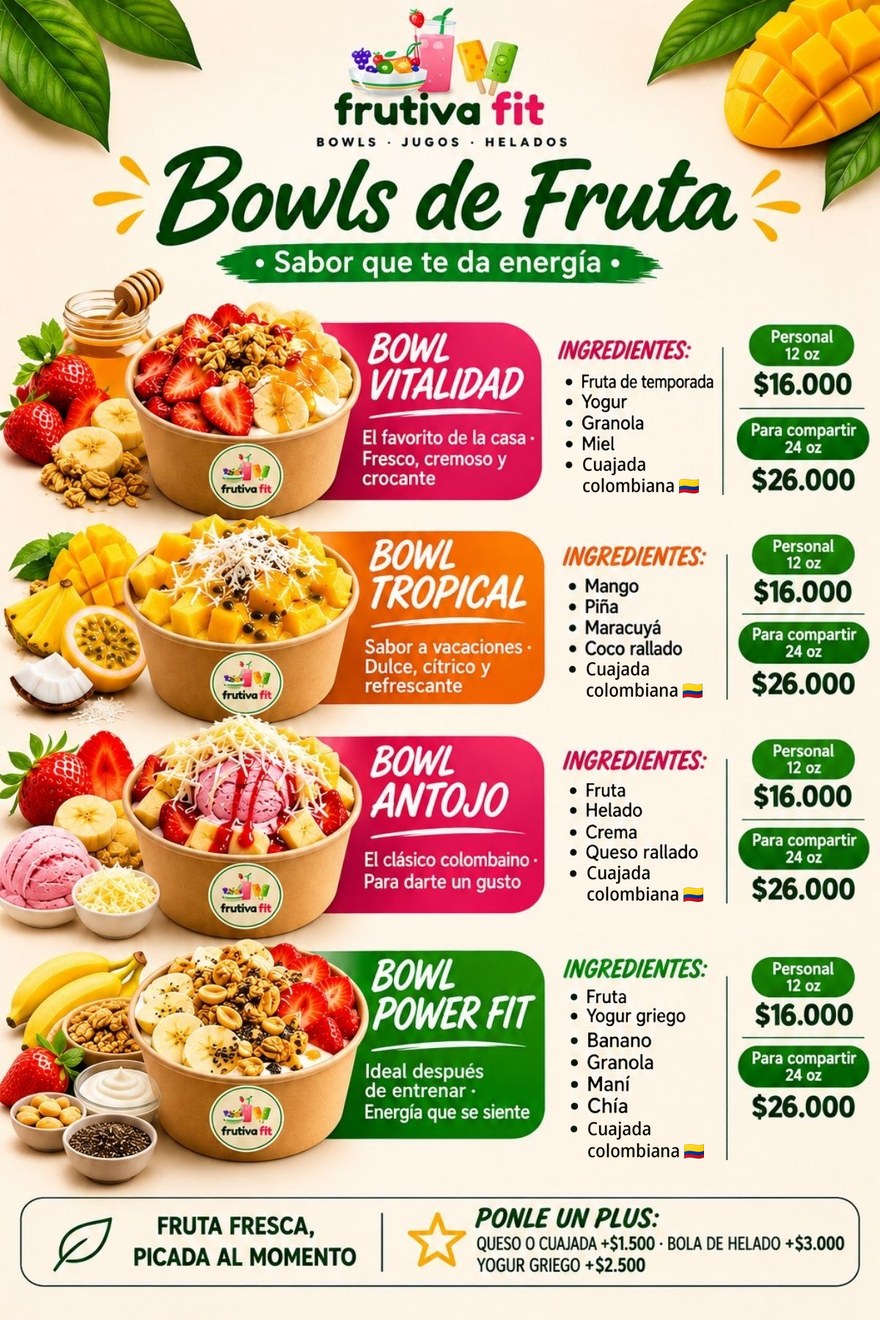 frutiva fit
BOWLS · JUGOS · HELADOS
Bowls de Fruta
• Sabor que te da energía •
BOWL
VITALIDAD
El favorito de la casa ·
Fresco, cremoso y
crocante
INGREDIENTES:
• Fruta de temporada
• Yogur
• Granola
• Miel
• Cuajada
colombiana 🇨🇴
Personal
12 oz
$16.000
Para compartir
24 oz
$26.000
frutiva fit
BOWL
TROPICAL
Sabor a vacaciones ·
Dulce, cítrico y
refrescante
INGREDIENTES:
• Mango
• Piña
• Maracuyá
• Coco rallado
• Cuajada
colombiana 🇨🇴
Personal
12 oz
$16.000
Para compartir
24 oz
$26.000
frutiva fit
BOWL
ANTOJO
El clásico colombaino ·
Para darte un gusto
INGREDIENTES:
• Fruta
• Helado
• Crema
• Queso rallado
• Cuajada
colombiana 🇨🇴
Personal
12 oz
$16.000
Para compartir
24 oz
$26.000
frutiva fit
BOWL
POWER FIT
Ideal después
de entrenar ·
Energía que se siente
INGREDIENTES:
• Fruta
• Yogur griego
• Banano
• Granola
• Maní
• Chía
• Cuajada
colombiana 🇨🇴
Personal
12 oz
$16.000
Para compartir
24 oz
$26.000
frutiva fit
FRUTA FRESCA,
PICADA AL MOMENTO
PONLE UN PLUS:
QUESO O CUAJADA +$1.500 · BOLA DE HELADO +$3.000
YOGUR GRIEGO +$2.500